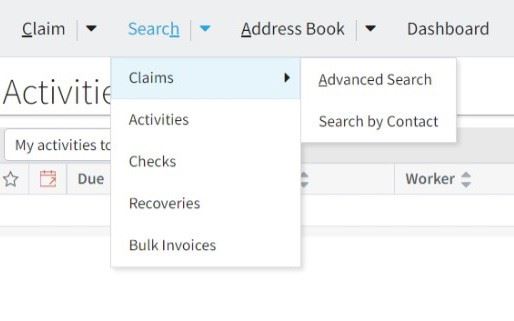 Claim Search Address Book Dashboard
Claims Advanced Search
Activities Search by Contact
Checks
Recoveries
Bulk Invoices
Activitie
My activities to
Due Worker